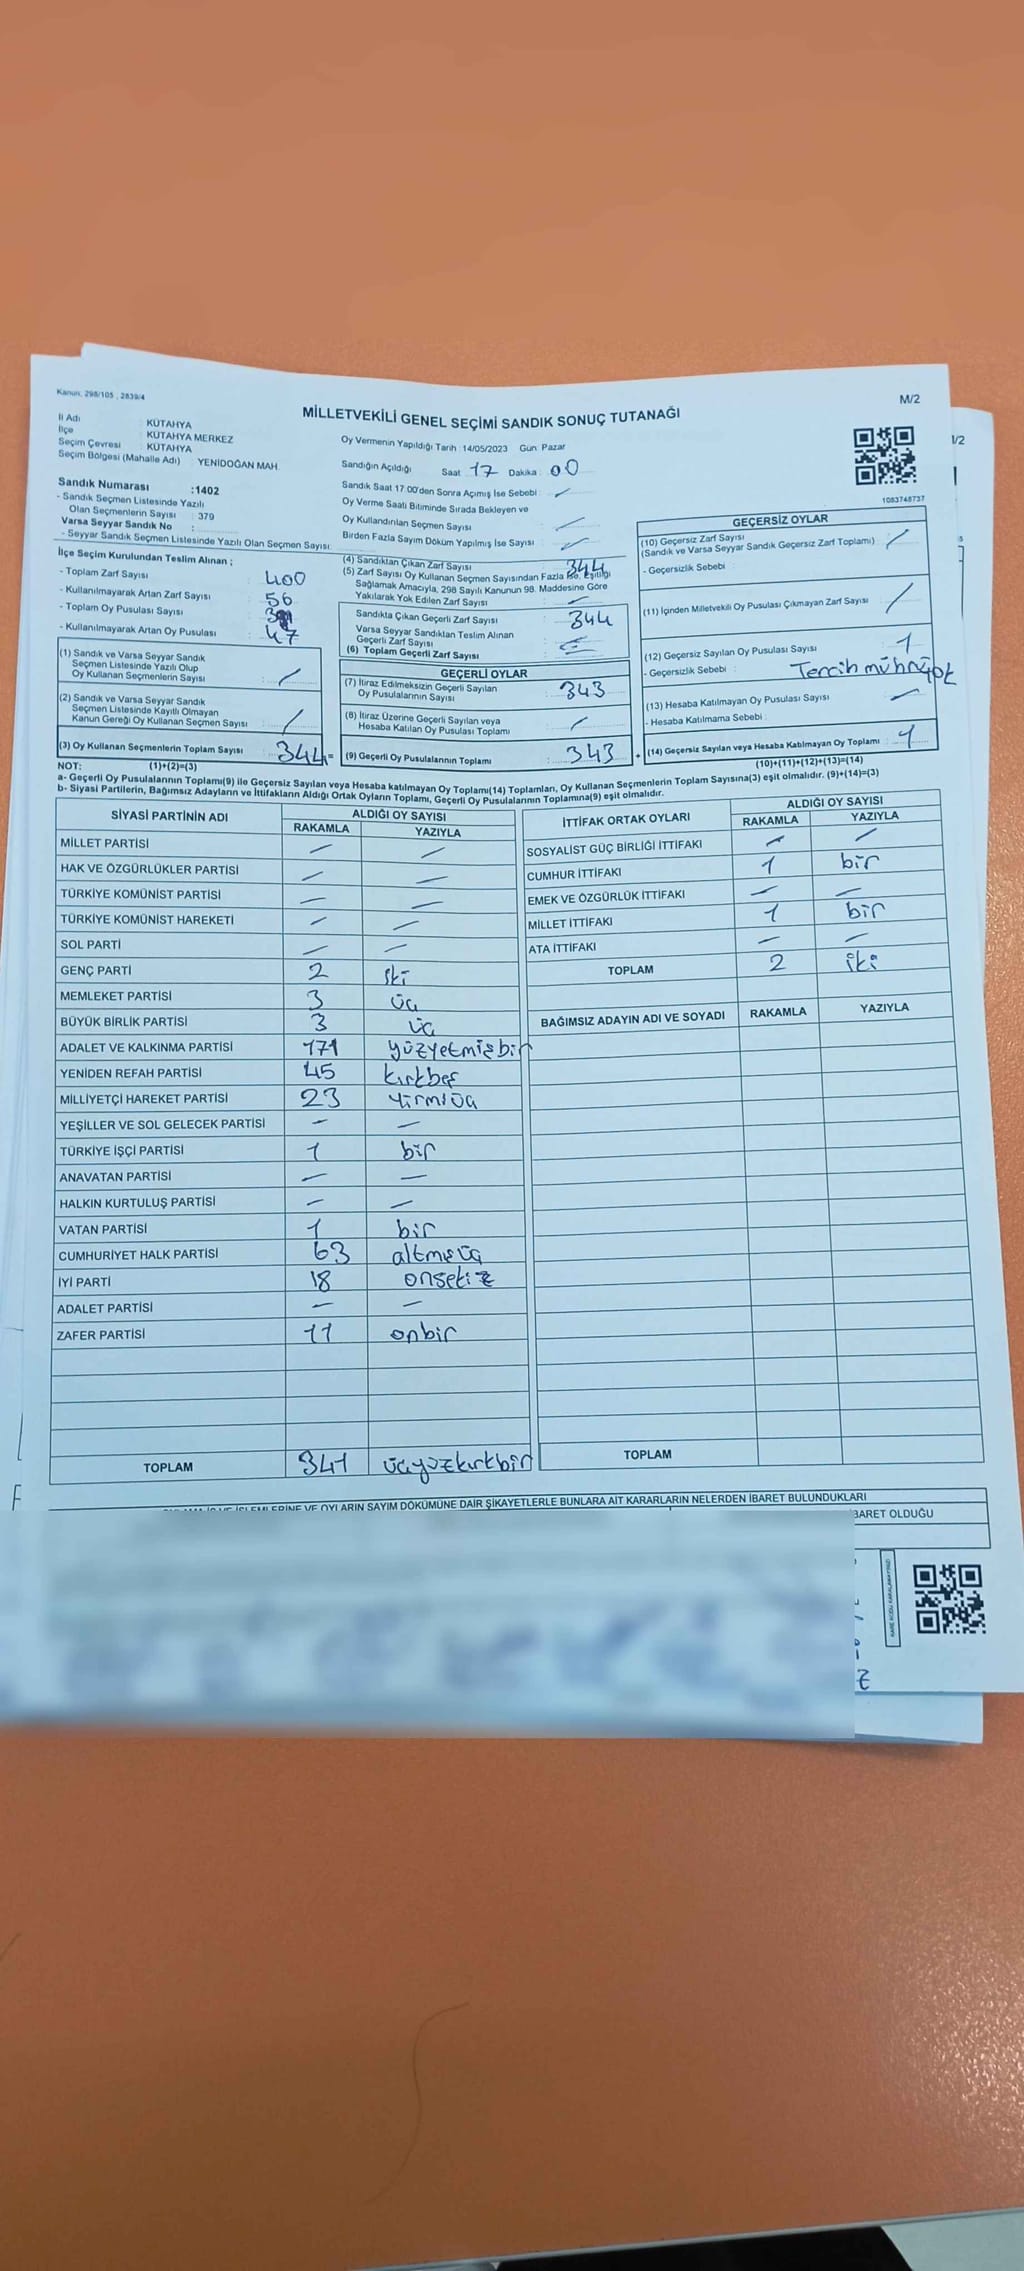 Kanun, 298/105 , 2839/4
M/2
MİLLETVEKİLİ GENEL SEÇİMİ SANDIK SONUÇ TUTANAĞI
İl Adı : KÜTAHYA
İlçe : KÜTAHYA MERKEZ
Seçim Çevresi : KÜTAHYA
Seçim Bölgesi (Mahalle Adı) : YENİDOĞAN MAH.
Sandık Numarası :1402
- Sandık Seçmen Listesinde Yazılı
Olan Seçmenlerin Sayısı : 379
Varsa Seyyar Sandık No :
- Seyyar Sandık Seçmen Listesinde Yazılı Olan Seçmen Sayısı:
Oy Vermenin Yapıldığı Tarih :14/05/2023 Gün: Pazar
Sandığın Açıldığı Saat: 17 Dakika: 00
Sandık Saat 17.00'den Sonra Açımış İse Sebebi: —
Oy Verme Saati Bitiminde Sırada Bekleyen ve
Oy Kullandırılan Seçmen Sayısı —
Birden Fazla Sayım Döküm Yapılmış İse Sayısı : —
1083748737
İlçe Seçim Kurulundan Teslim Alınan ;
- Toplam Zarf Sayısı : 400
- Kullanılmayarak Artan Zarf Sayısı : 56
- Toplam Oy Pusulası Sayısı :
- Kullanılmayarak Artan Oy Pusulası : 47
(1) Sandık ve Varsa Seyyar Sandık
Seçmen Listesinde Yazılı Olup
Oy Kullanan Seçmenlerin Sayısı : /
(2) Sandık ve Varsa Seyyar Sandık
Seçmen Listesinde Kayıtlı Olmayan
Kanun Gereği Oy Kullanan Seçmen Sayısı : /
(3) Oy Kullanan Seçmenlerin Toplam Sayısı : 344 =
(4) Sandıktan Çıkan Zarf Sayısı : 344
(5) Zarf Sayısı Oy Kullanan Seçmen Sayısından Fazla İse, Eşitliği
Sağlamak Amacıyla, 298 Sayılı Kanunun 98. Maddesine Göre
Yakılarak Yok Edilen Zarf Sayısı : —
Sandıkta Çıkan Geçerli Zarf Sayısı : 344
Varsa Seyyar Sandıktan Teslim Alınan
Geçerli Zarf Sayısı : —
(6) Toplam Geçerli Zarf Sayısı : —
GEÇERLİ OYLAR
(7) İtiraz Edilmeksizin Geçerli Sayılan
Oy Pusulalarının Sayısı : 343
(8) İtiraz Üzerine Geçerli Sayılan veya
Hesaba Katılan Oy Pusulası Toplamı : /
(9) Geçerli Oy Pusulalarının Toplamı : 343 +
GEÇERSİZ OYLAR
(10) Geçersiz Zarf Sayısı
(Sandık ve Varsa Seyyar Sandık Geçersiz Zarf Toplamı) : /
- Geçersizlik Sebebi :
(11) İçinden Milletvekili Oy Pusulası Çıkmayan Zarf Sayısı : /
(12) Geçersiz Sayılan Oy Pusulası Sayısı : 1
- Geçersizlik Sebebi : Tercih mührü yok
(13) Hesaba Katılmayan Oy Pusulası Sayısı : —
- Hesaba Katılmama Sebebi :
(14) Geçersiz Sayılan veya Hesaba Katılmayan Oy Toplamı : 1
NOT: (1)+(2)=(3) (10)+(11)+(12)+(13)=(14)
a- Geçerli Oy Pusulalarının Toplamı(9) ile Geçersiz Sayılan veya Hesaba katılmayan Oy Toplamı(14) Toplamları, Oy Kullanan Seçmenlerin Toplam Sayısına(3) eşit olmalıdır. (9)+(14)=(3)
b- Siyasi Partilerin, Bağımsız Adayların ve İttifakların Aldığı Ortak Oyların Toplamı, Geçerli Oy Pusulalarının Toplamına(9) eşit olmalıdır.
SİYASİ PARTİNİN ADI ALDIĞI OY SAYISI
RAKAMLA YAZIYLA
MİLLET PARTİSİ — —
HAK VE ÖZGÜRLÜKLER PARTİSİ — —
TÜRKİYE KOMÜNİST PARTİSİ — —
TÜRKİYE KOMÜNİST HAREKETİ — —
SOL PARTİ — —
GENÇ PARTİ 2 iki
MEMLEKET PARTİSİ 3 üç
BÜYÜK BİRLİK PARTİSİ 3 üç
ADALET VE KALKINMA PARTİSİ 171 yüzyetmişbir
YENİDEN REFAH PARTİSİ 45 kırkbeş
MİLLİYETÇİ HAREKET PARTİSİ 23 yirmiüç
YEŞİLLER VE SOL GELECEK PARTİSİ — —
TÜRKİYE İŞÇİ PARTİSİ 1 bir
ANAVATAN PARTİSİ — —
HALKIN KURTULUŞ PARTİSİ — —
VATAN PARTİSİ 1 bir
CUMHURİYET HALK PARTİSİ 63 altmışüç
İYİ PARTİ 18 onsekiz
ADALET PARTİSİ — —
ZAFER PARTİSİ 11 onbir
TOPLAM 341 üçyüzkırkbir
İTTİFAK ORTAK OYLARI ALDIĞI OY SAYISI
RAKAMLA YAZIYLA
SOSYALİST GÜÇ BİRLİĞİ İTTİFAKI — —
CUMHUR İTTİFAKI 1 bir
EMEK VE ÖZGÜRLÜK İTTİFAKI — —
MİLLET İTTİFAKI 1 bir
ATA İTTİFAKI — —
TOPLAM 2 iki
BAĞIMSIZ ADAYIN ADI VE SOYADI RAKAMLA YAZIYLA
TOPLAM
OYLARIN SAYIM DÖKÜMÜNE DAİR ŞİKAYETLERLE BUNLARA AİT KARARLARIN NELERDEN İBARET BULUNDUKLARI
BARET OLDUĞU